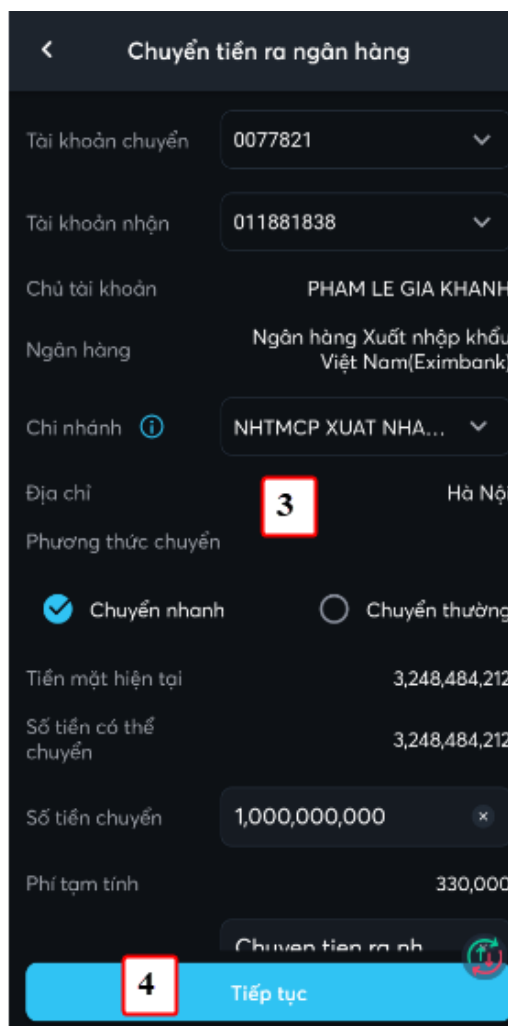 Chuyển tiền ra ngân hàng
Tài khoản chuyển 0077821
Tài khoản nhận 011881838
Chủ tài khoản PHAM LE GIA KHANH
Ngân hàng Ngân hàng Xuất nhập khẩu
Việt Nam(Eximbank)
Chi nhánh NHTMCP XUAT NHA...
Địa chỉ Hà Nội
3
Phương thức chuyển
Chuyển nhanh Chuyển thường
Tiền mặt hiện tại 3,248,484,212
Số tiền có thể
chuyển 3,248,484,212
Số tiền chuyển 1,000,000,000
Phí tạm tính 330,000
Chuyen tien ra nh
4 Tiếp tục